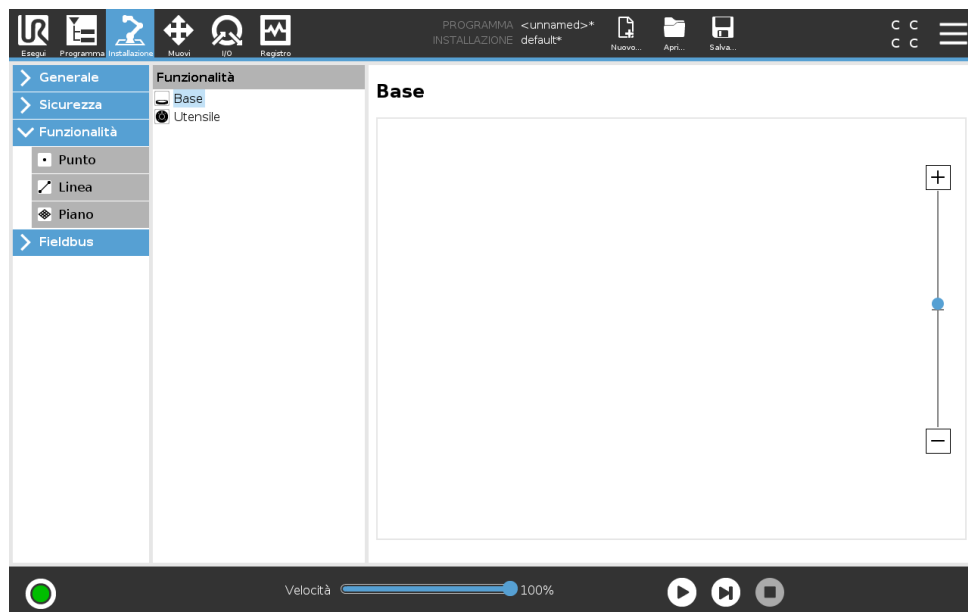 UR
Esegui
Programma
Installazione
Muovi
I/O
Registro
PROGRAMMA <unnamed>*
INSTALLAZIONE default*
Nuovo...
Apri...
Salva...
C C
C C
Generale
Sicurezza
Funzionalità
Punto
Linea
Piano
Fieldbus
Funzionalità
Base
Utensile
Base
Velocità 100%